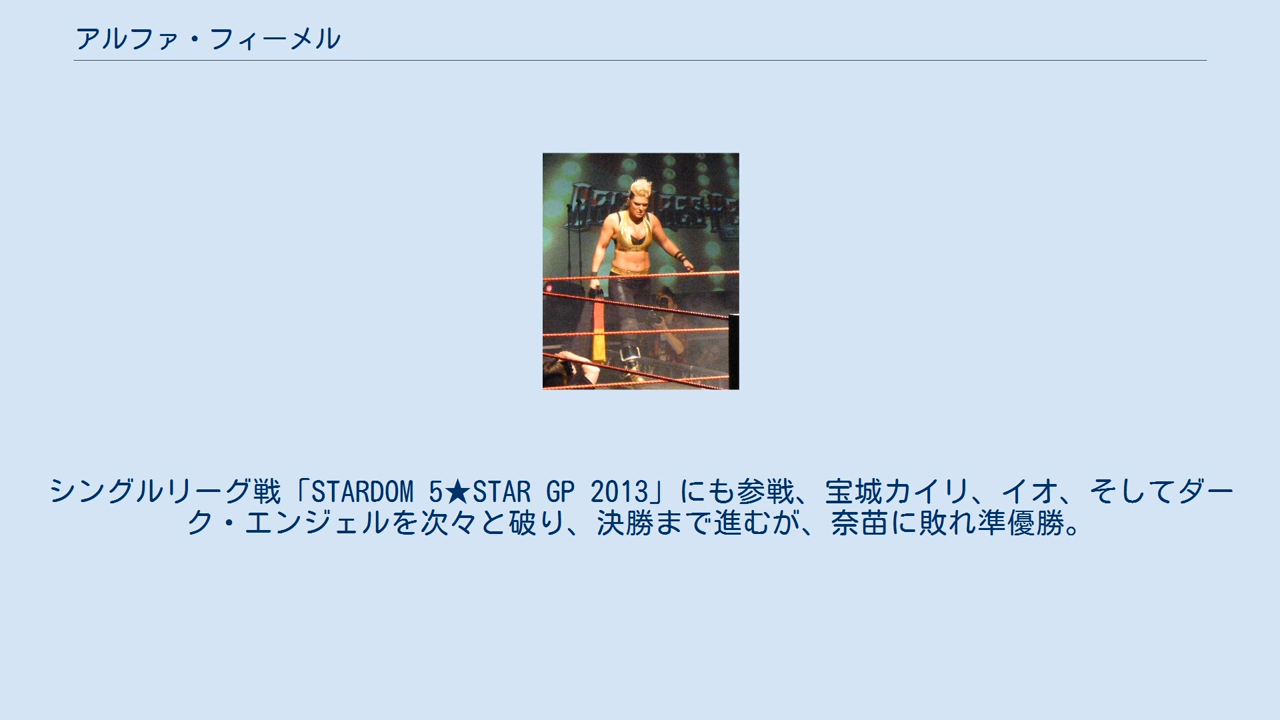 アルファ・フィーメル
シングルリーグ戦「STARDOM 5★STAR GP 2013」にも参戦、宝城カイリ、イオ、そしてダー
ク・エンジェルを次々と破り、決勝まで進むが、奈苗に敗れ準優勝。